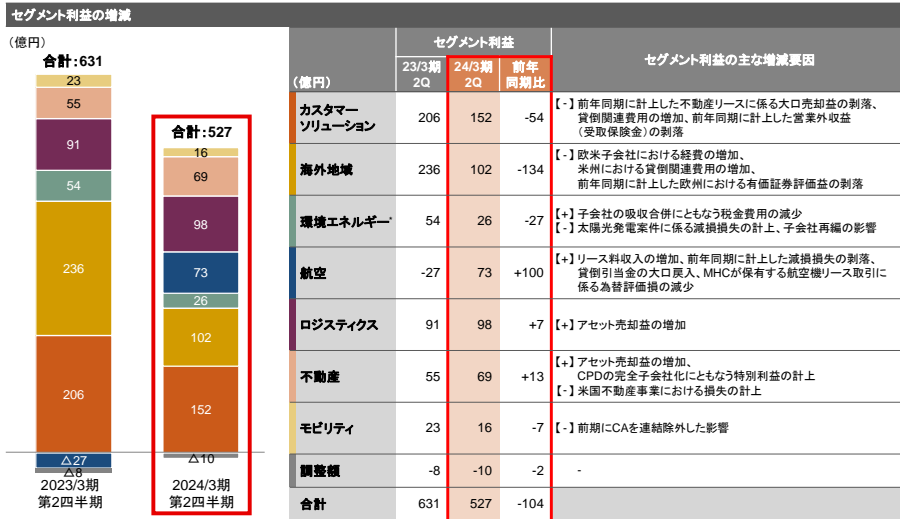 セグメント利益の増減
(億円)
合計:631
23
55
91
54
236
206
△27
△8
2023/3期
第2四半期
合計:527
16
69
98
73
26
102
152
△10
2024/3期
第2四半期
セグメント利益
セグメント利益の主な増減要因
(億円)
23/3期
2Q
24/3期
2Q
前年
同期比
カスタマー
ソリューション
206 152 -54
【-】前年同期に計上した不動産リースに係る大口売却益の剥落、
貸倒関連費用の増加、前年同期に計上した営業外収益
(受取保険金)の剥落
海外地域 236 102 -134
【-】欧米子会社における経費の増加、
米州における貸倒関連費用の増加、
前年同期に計上した欧州における有価証券評価益の剥落
環境エネルギー* 54 26 -27
【+】子会社の吸収合併にともなう税金費用の減少
【-】太陽光発電案件に係る減損損失の計上、子会社再編の影響
航空 -27 73 +100
【+】リース料収入の増加、前年同期に計上した減損損失の剥落、
貸倒引当金の大口戻入、MHCが保有する航空機リース取引に
係る為替評価損の減少
ロジスティクス 91 98 +7 【+】アセット売却益の増加
不動産 55 69 +13
【+】アセット売却益の増加、
CPDの完全子会社化にともなう特別利益の計上
【-】米国不動産事業における損失の計上
モビリティ 23 16 -7 【-】前期にCAを連結除外した影響
調整額 -8 -10 -2 -
合計 631 527 -104